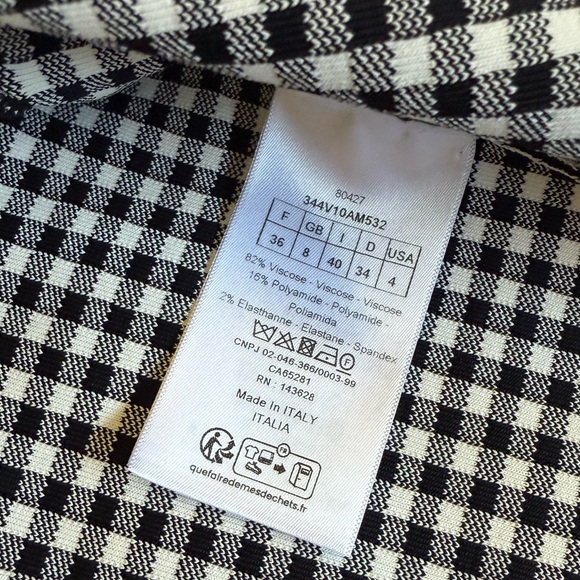 80427
344V10AM532
F GB I D USA
36 8 40 34 4
82% Viscose - Viscose - Viscose
16% Polyamide - Polyamide -
Poliamida
2% Elasthanne - Elastane - Spandex
F
CNPJ 02-046-366/0003-99
CA65281
RN : 143628
Made In ITALY
ITALIA
FR
quefairedemesdechets.fr